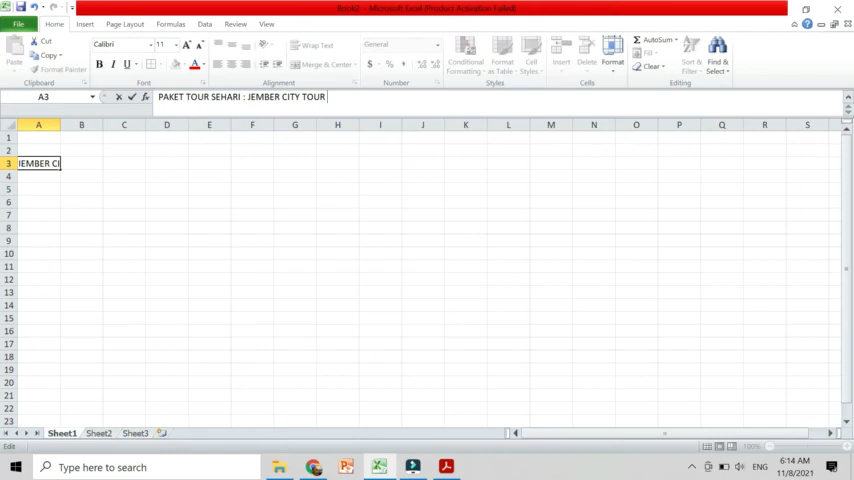 Book2 - Microsoft Excel (Product Activation Failed)
File Home Insert Page Layout Formulas Data Review View
Paste
Cut
Copy
Format Painter
Clipboard
Calibri 11
B I U
Font
Wrap Text
Merge & Center
Alignment
General
$ %
Number
Conditional Formatting
Format as Table
Cell Styles
Styles
Insert Delete Format
Cells
AutoSum
Fill
Clear
Sort & Filter
Find & Select
Editing
A3 fx PAKET TOUR SEHARI : JEMBER CITY TOUR
A B C D E F G H I J K L M N O P Q R S
1
2
3 JEMBER CI
4
5
6
7
8
9
10
11
12
13
14
15
16
17
18
19
20
21
22
23
Sheet1 Sheet2 Sheet3
Edit 100%
Type here to search
ENG
6:14 AM
11/8/2021